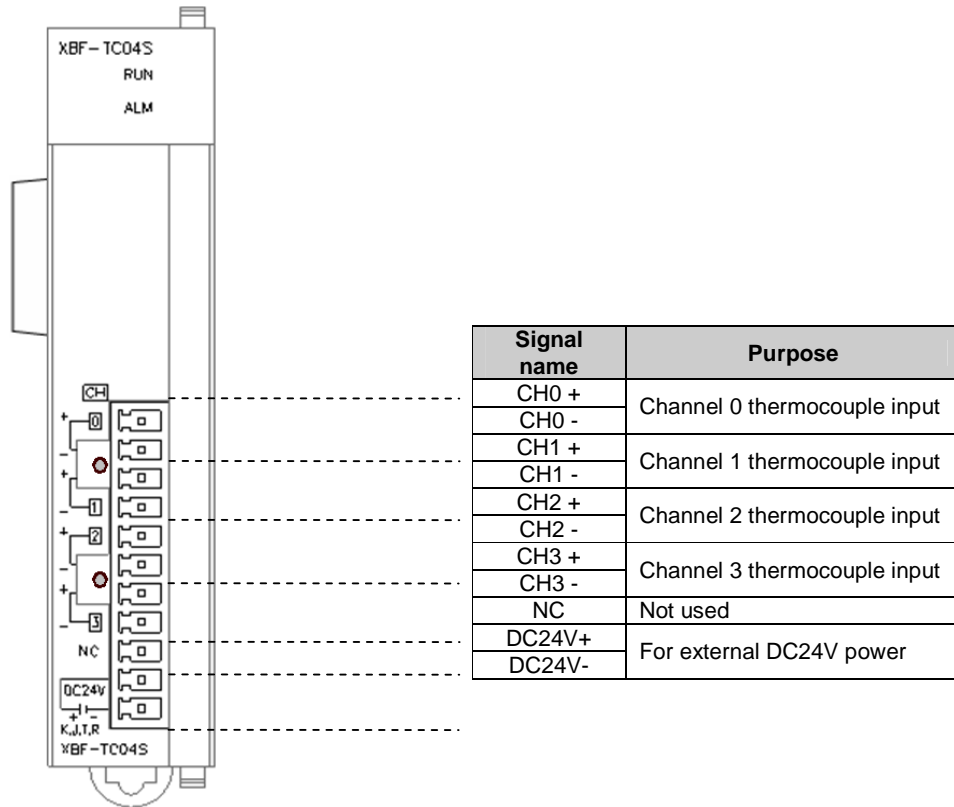 XBF-TC04S
RUN
ALM
CH
+
0
-
+
-
1
+
2
-
+
-
3
NC
DC24V
+ -
K,J,T,R
XBF-TC04S
Signal name Purpose
CH0 + Channel 0 thermocouple input
CH0 -
CH1 + Channel 1 thermocouple input
CH1 -
CH2 + Channel 2 thermocouple input
CH2 -
CH3 + Channel 3 thermocouple input
CH3 -
NC Not used
DC24V+ For external DC24V power
DC24V-